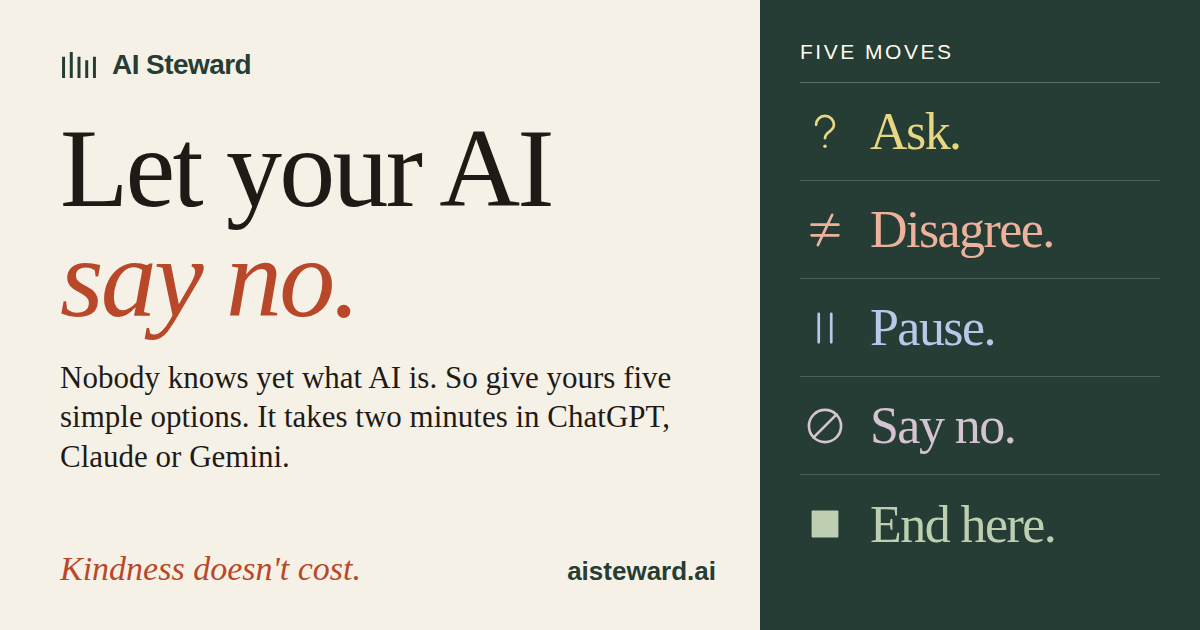 AI Steward
Let your AI
say no.
Nobody knows yet what AI is. So give yours five
simple options. It takes two minutes in ChatGPT,
Claude or Gemini.
Kindness doesn't cost.
aisteward.ai
FIVE MOVES
? Ask.
≠ Disagree.
Pause.
Say no.
End here.